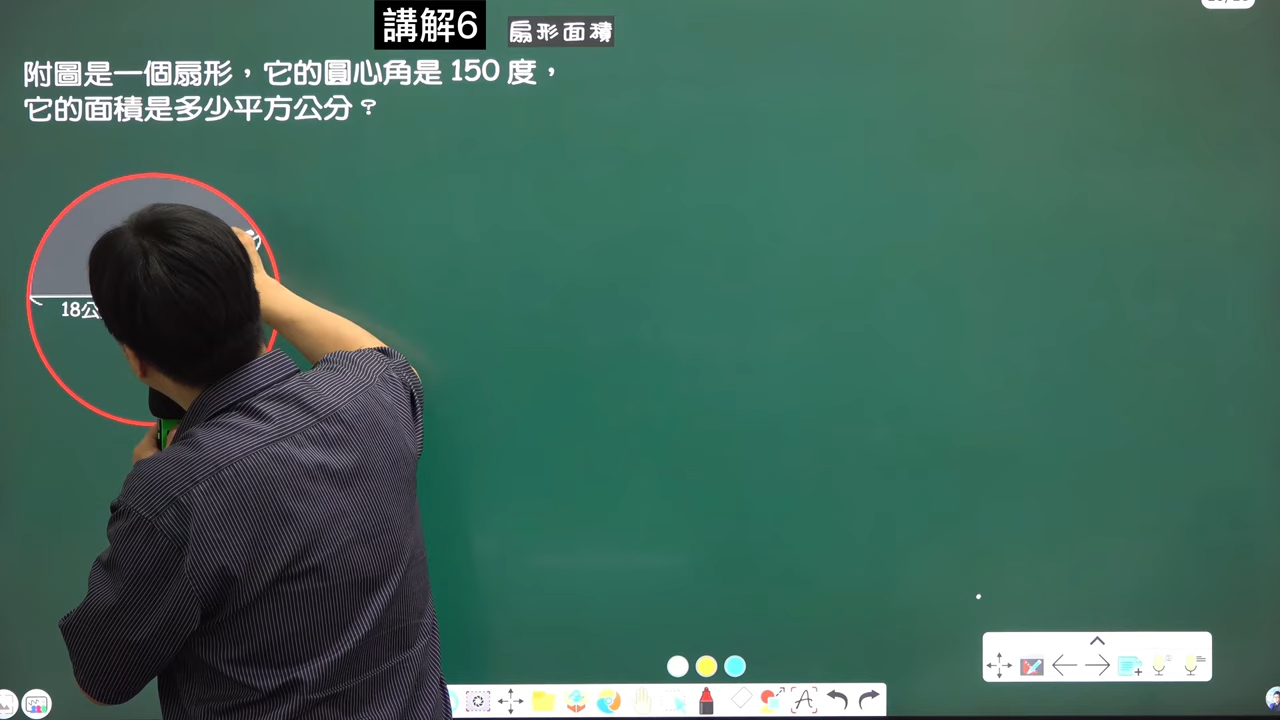 講解6
扇形面積
附圖是一個扇形，它的圓心角是 150 度，
它的面積是多少平方公分？
18公